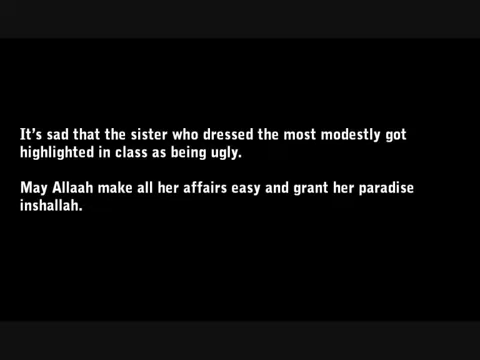 It's sad that the sister who dressed the most modestly got
highlighted in class as being ugly.
May Allaah make all her affairs easy and grant her paradise
inshallah.